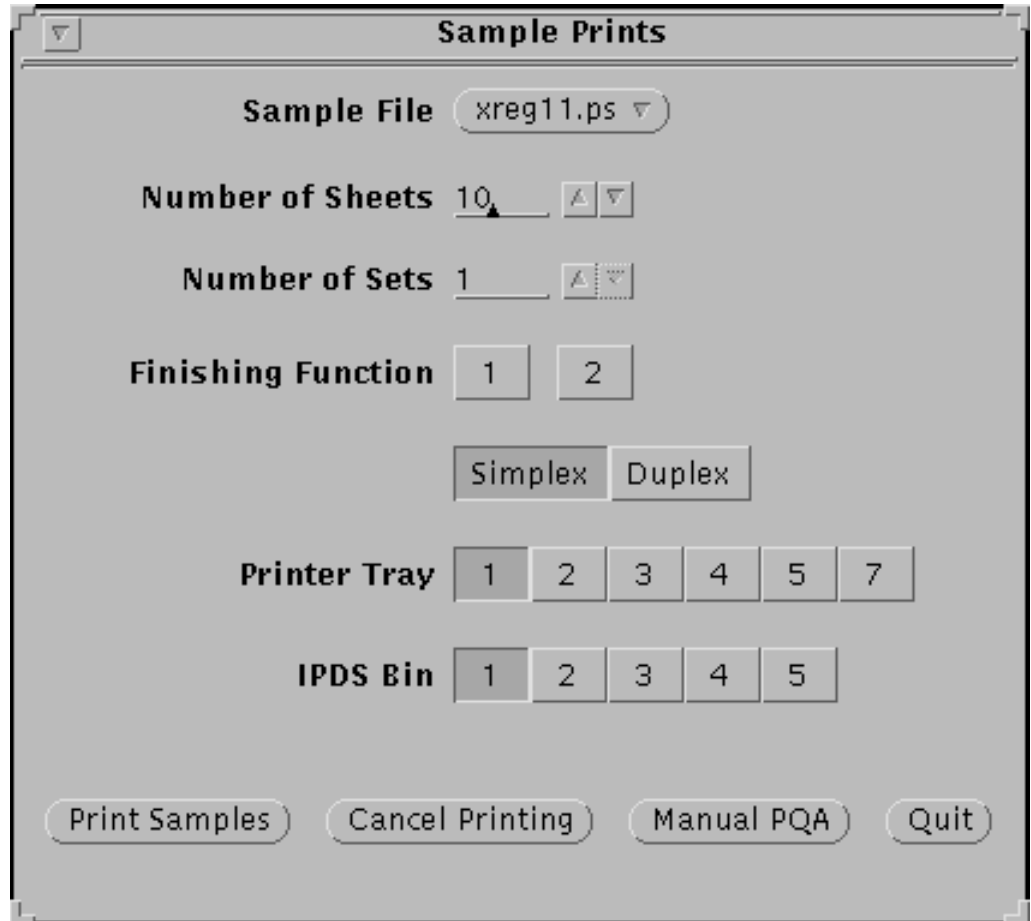 Sample Prints
Sample File xreg11.ps
Number of Sheets 10
Number of Sets 1
Finishing Function 1 2
Simplex Duplex
Printer Tray 1 2 3 4 5 7
IPDS Bin 1 2 3 4 5
Print Samples Cancel Printing Manual PQA Quit